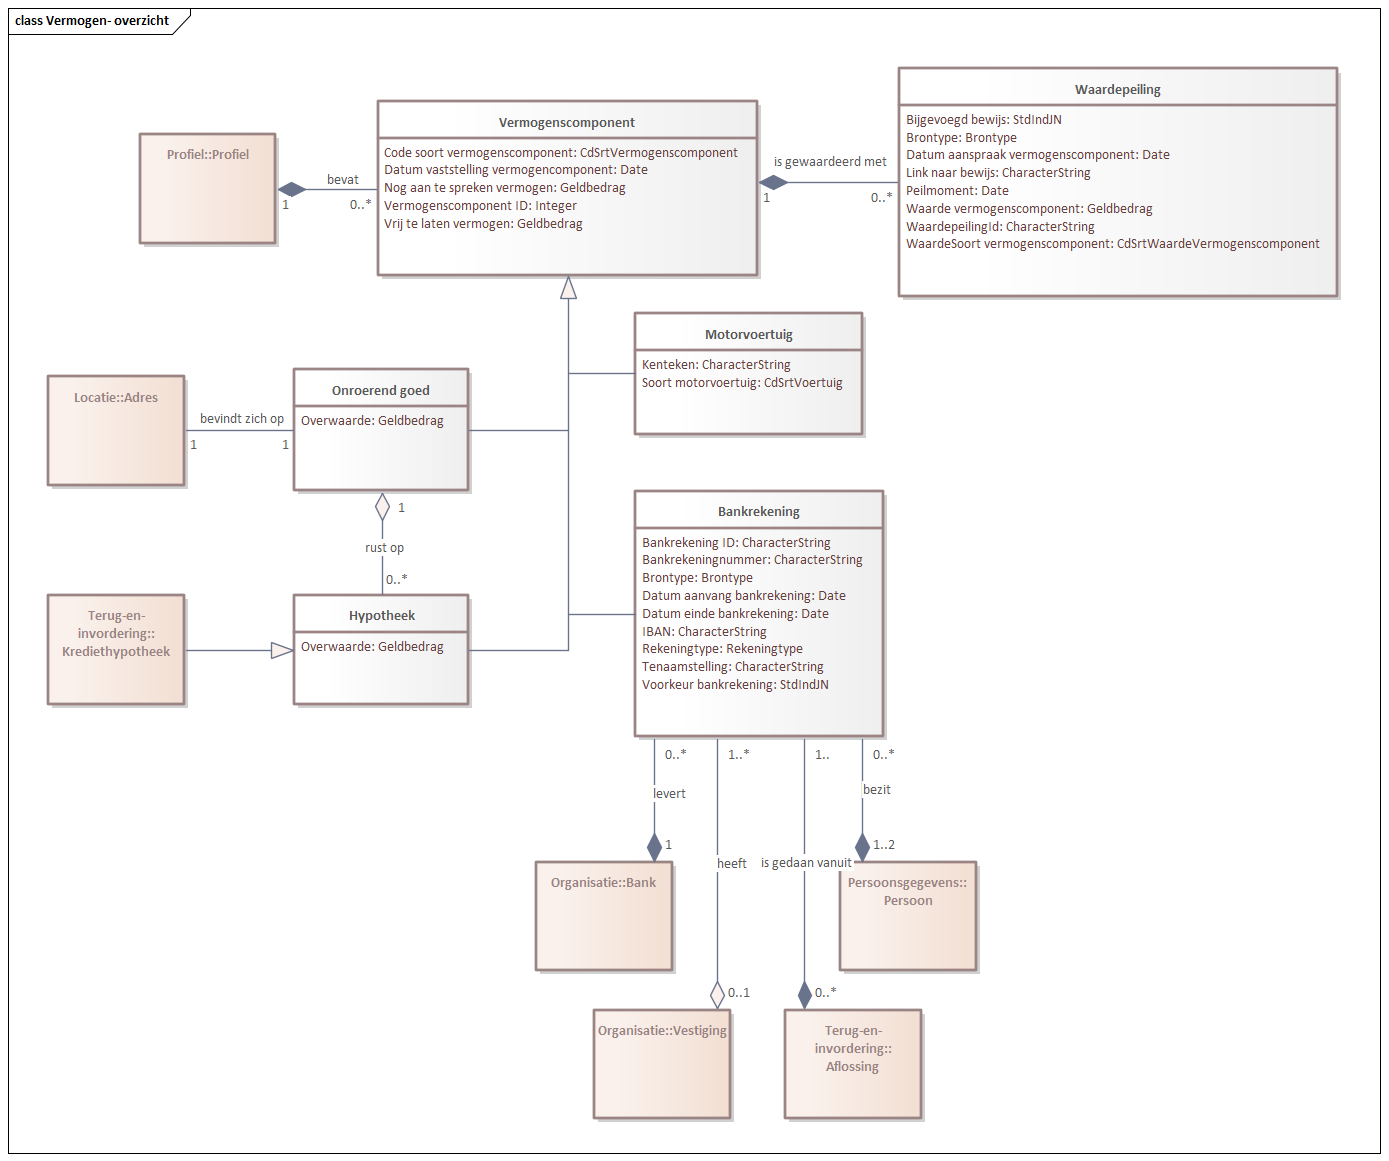 class Vermogen- overzicht
Waardepeiling
Bijgevoegd bewijs: StdIndJN
Brontype: Brontype
Datum aanspraak vermogenscomponent: Date
Link naar bewijs: CharacterString
Peilmoment: Date
Waarde vermogenscomponent: Geldbedrag
WaardepeilingId: CharacterString
WaardeSoort vermogenscomponent: CdSrtWaardeVermogenscomponent
Vermogenscomponent
Code soort vermogenscomponent: CdSrtVermogenscomponent
Datum vaststelling vermogencomponent: Date
Nog aan te spreken vermogen: Geldbedrag
Vermogenscomponent ID: Integer
Vrij te laten vermogen: Geldbedrag
Profiel::Profiel
bevat
1
0..*
is gewaardeerd met
1
0..*
Motorvoertuig
Kenteken: CharacterString
Soort motorvoertuig: CdSrtVoertuig
Onroerend goed
Overwaarde: Geldbedrag
Locatie::Adres
bevindt zich op
1
1
1
rust op
0..*
Bankrekening
Bankrekening ID: CharacterString
Bankrekeningnummer: CharacterString
Brontype: Brontype
Datum aanvang bankrekening: Date
Datum einde bankrekening: Date
IBAN: CharacterString
Rekeningtype: Rekeningtype
Tenaamstelling: CharacterString
Voorkeur bankrekening: StdIndJN
Terug-en-
invordering::
Krediethypotheek
Hypotheek
Overwaarde: Geldbedrag
0..*
1..*
1..
0..*
levert
bezit
1
1..2
heeft
is gedaan vanuit
Organisatie::Bank
Persoonsgegevens::
Persoon
0..1
0..*
Organisatie::Vestiging
Terug-en-
invordering::
Aflossing